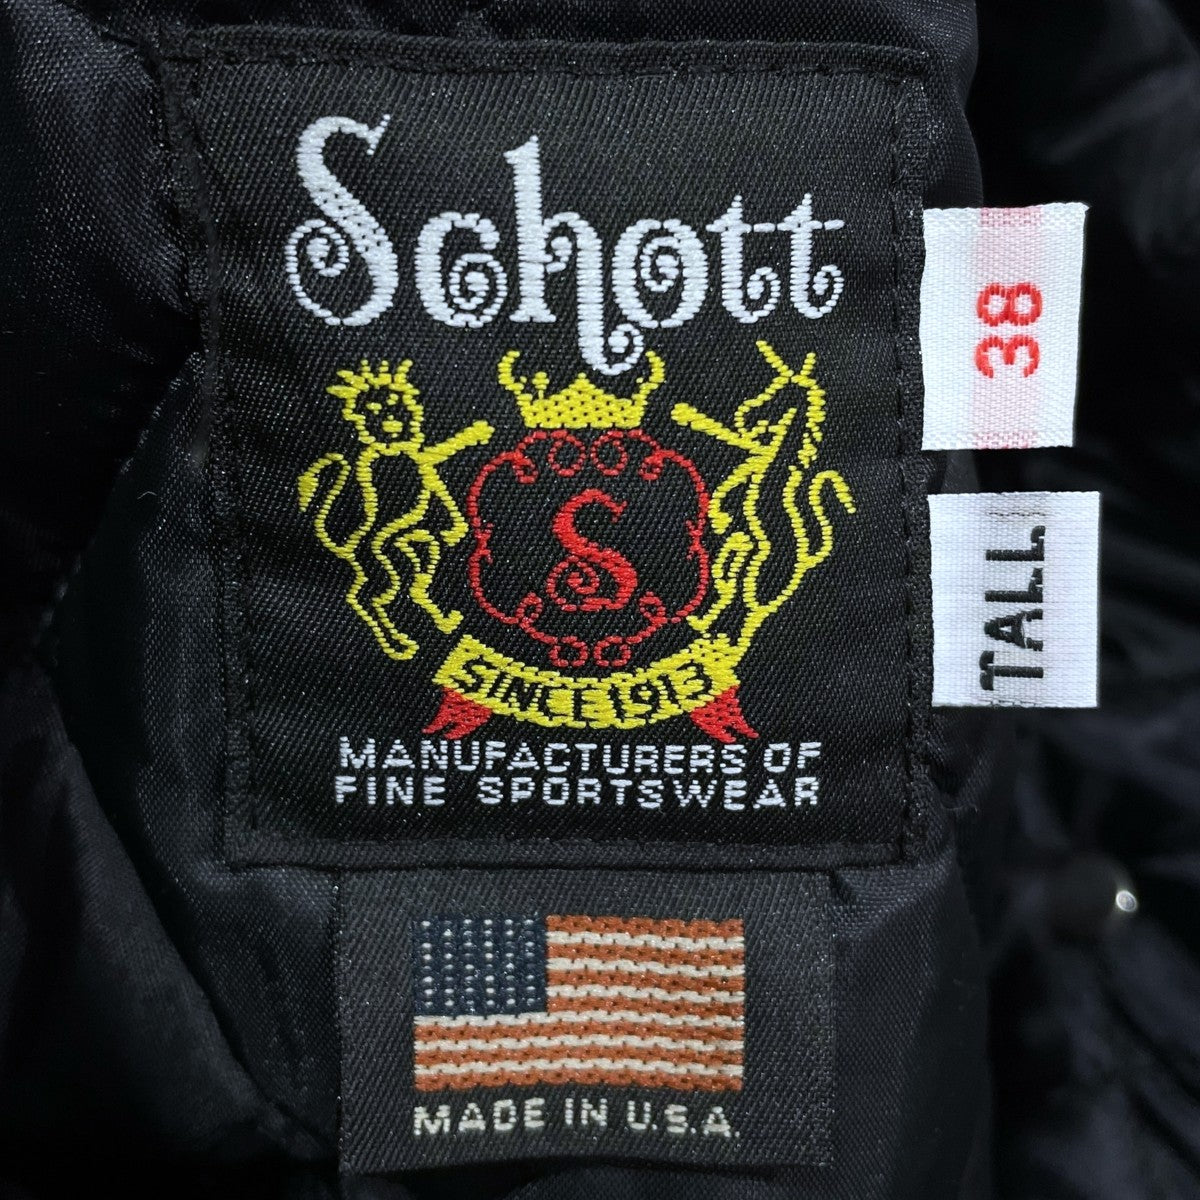 Schott
S
SINCE 1913
MANUFACTURERS OF
FINE SPORTSWEAR
38
TALL
MADE IN U.S.A.